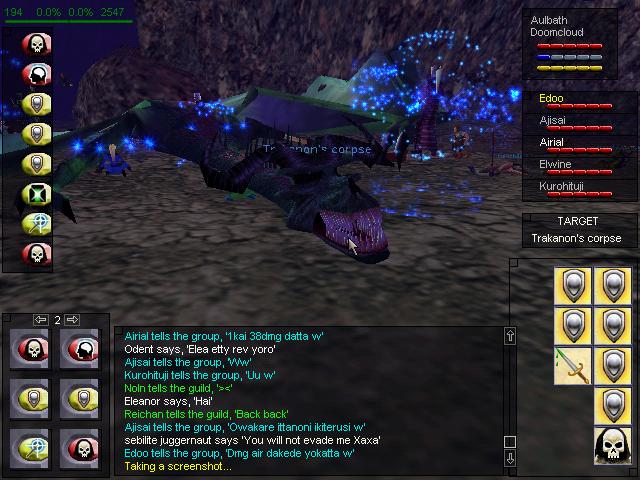 194 0.0% 0.0% 2547
Aulbath
Doomcloud
Edoo
Ajisai
Airial
Elwine
Kurohituji
Trakanon's corpse
TARGET
Trakanon's corpse
2
Airial tells the group, '1kai 38dmg datta w'
Odent says, 'Elea etty rev yoro'
Ajisai tells the group, 'Ww'
Kurohituji tells the group, 'Uu w'
Noln tells the guild, '><'
Eleanor says, 'Hai'
Reichan tells the guild, 'Back back'
Ajisai tells the group, 'Owakare ittanoni ikiterusi w'
sebilite juggernaut says 'You will not evade me Xaxa'
Edoo tells the group, 'Dmg air dakede yokatta w'
Taking a screenshot...